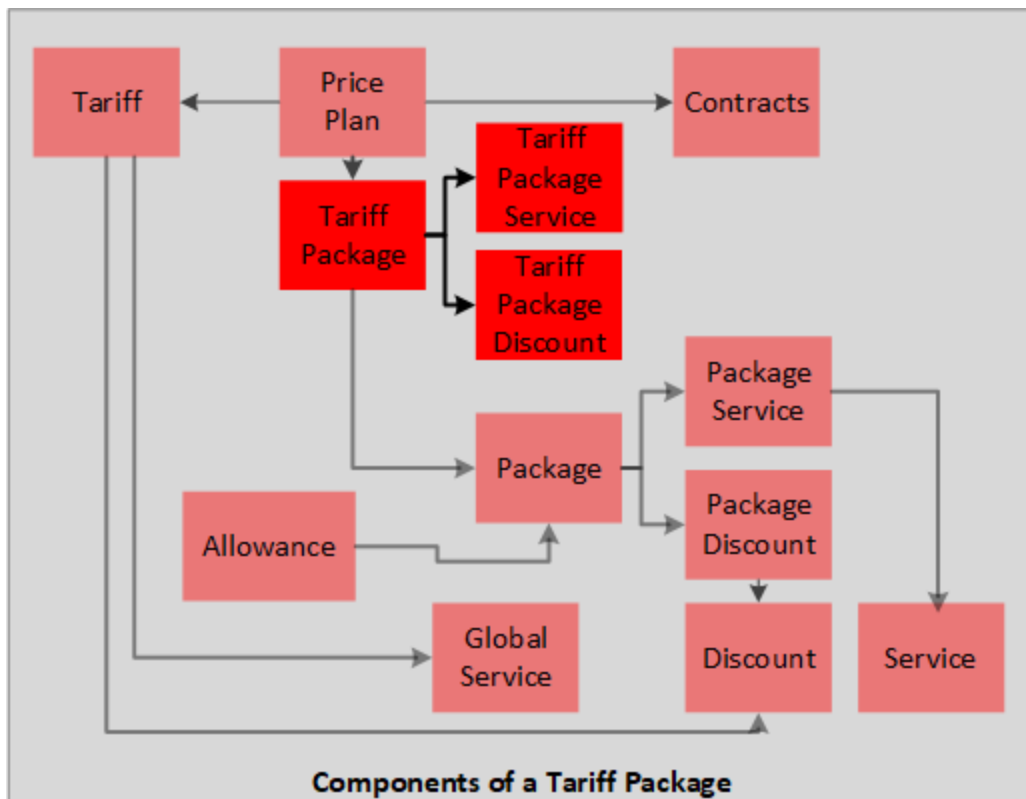 Tariff
Price
Plan
Contracts
Tariff
Package
Service
Tariff
Package
Tariff
Package
Discount
Package
Service
Package
Package
Discount
Allowance
Global
Service
Discount
Service
Components of a Tariff Package